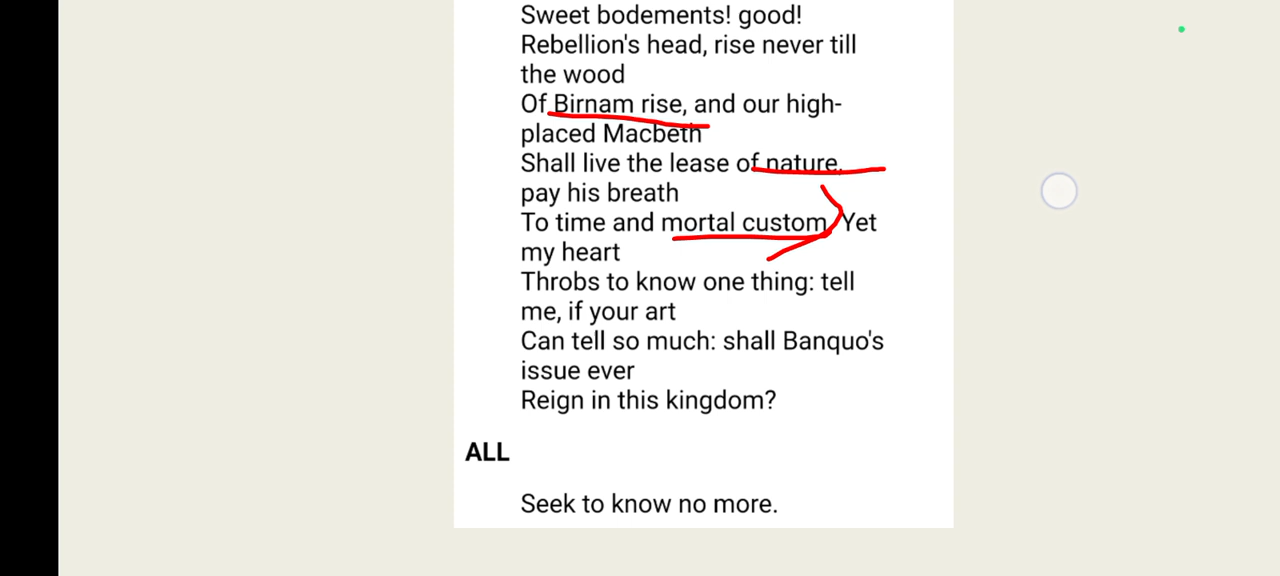 Sweet bodements! good!
Rebellion's head, rise never till
the wood
Of Birnam rise, and our high-
placed Macbeth
Shall live the lease of nature,
pay his breath
To time and mortal custom. Yet
my heart
Throbs to know one thing: tell
me, if your art
Can tell so much: shall Banquo's
issue ever
Reign in this kingdom?
ALL
Seek to know no more.